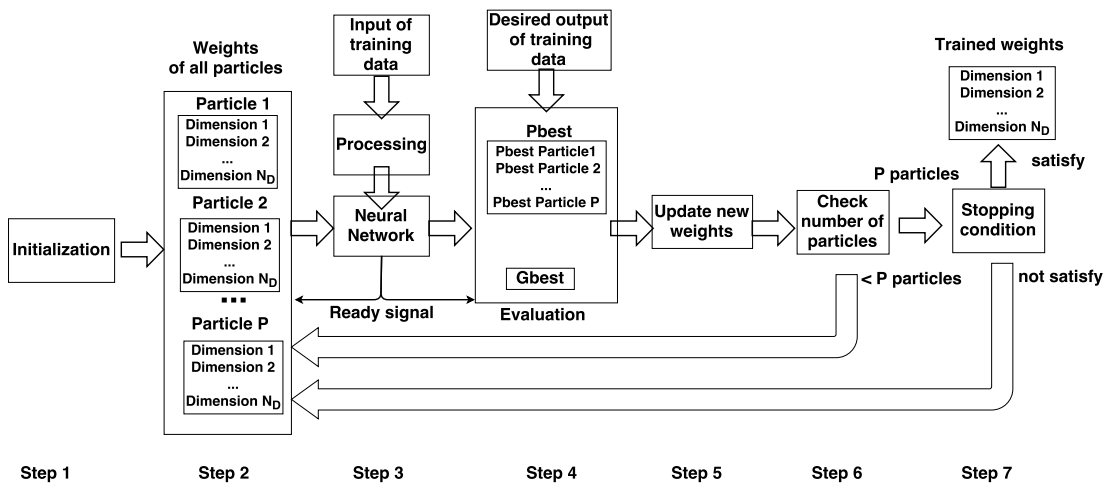 Weights
of all particles
Particle 1
Dimension 1
Dimension 2
...
Dimension N_D
Particle 2
Dimension 1
Dimension 2
...
Dimension N_D
...
Particle P
Dimension 1
Dimension 2
...
Dimension N_D
Initialization
Input of
training
data
Processing
Neural
Network
Ready signal
Desired output
of training
data
Pbest
Pbest Particle1
Pbest Particle 2
...
Pbest Particle P
Gbest
Evaluation
Update new
weights
Check
number of
particles
< P particles
P particles
Stopping
condition
not satisfy
satisfy
Trained weights
Dimension 1
Dimension 2
...
Dimension N_D
Step 1
Step 2
Step 3
Step 4
Step 5
Step 6
Step 7